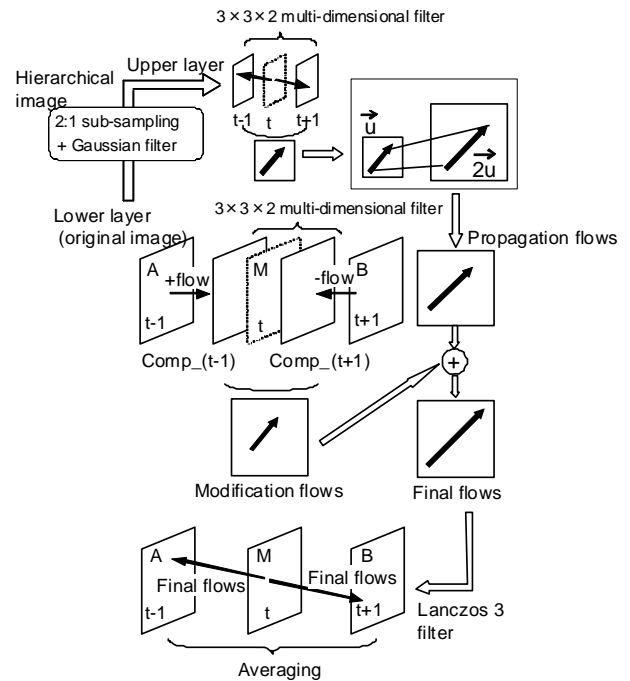 3×3×2 multi-dimensional filter
Upper layer
Hierarchical
image
2:1 sub-sampling
+ Gaussian filter
t-1
t
t+1
u
2u
Lower layer
(original image)
3×3×2 multi-dimensional filter
Propagation flows
A
+flow
M
-flow
B
t-1
t
t+1
Comp_(t-1)
Comp_(t+1)
+
Modification flows
Final flows
A
M
B
Final flows
Final flows
t-1
t
t+1
Lanczos 3
filter
Averaging